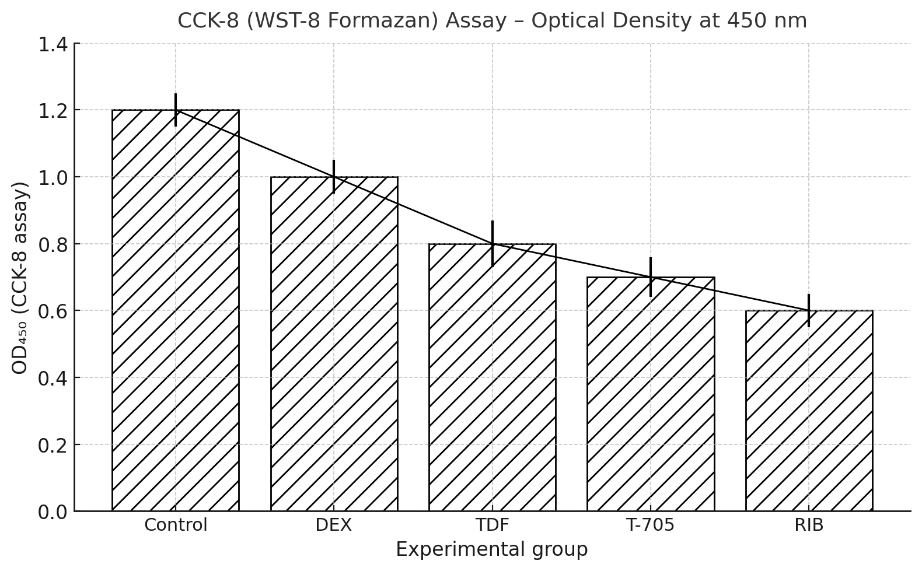 CCK-8 (WST-8 Formazan) Assay – Optical Density at 450 nm
1.4
1.2
1.0
0.8
0.6
0.4
0.2
0.0
OD₄₅₀ (CCK-8 assay)
Control DEX TDF T-705 RIB
Experimental group